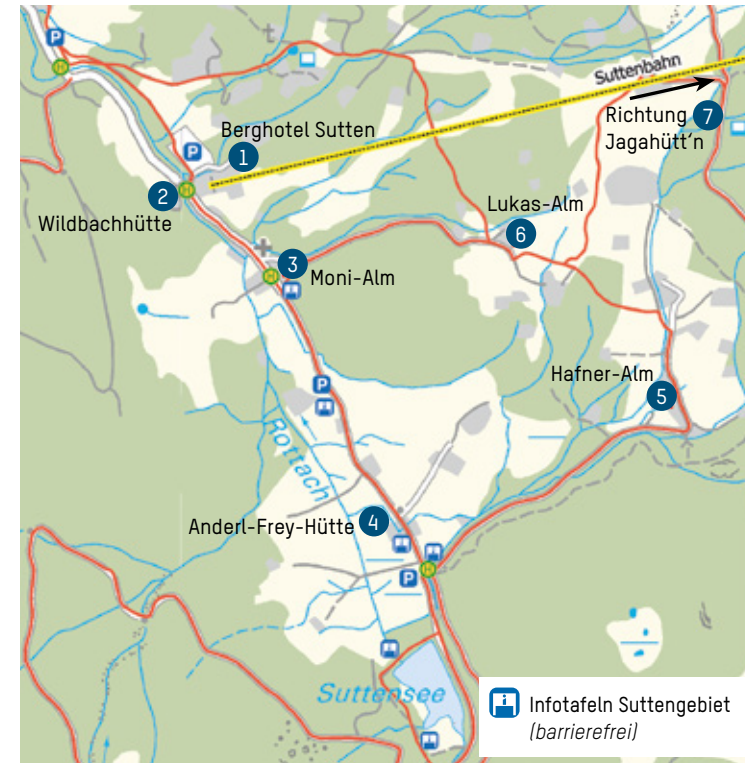 P
H
Suttenbahn
Richtung
Jagahütt‘n
7
P
Berghotel Sutten
1
2
H
Wildbachhütte
Lukas-Alm
6
3
H
Moni-Alm
Hafner-Alm
5
P
Rottach
Anderl-Frey-Hütte
4
P
H
Suttensee
Infotafeln Suttengebiet
(barrierefrei)